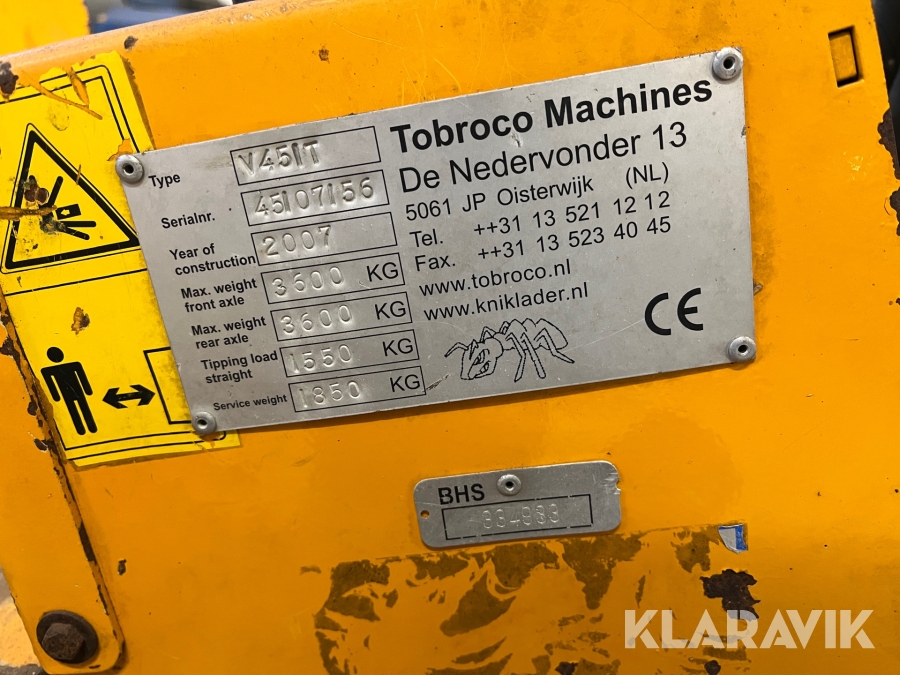 Type V451T
Serialnr. 45107156
Year of construction 2007
Max. weight front axle 3600 KG
Max. weight rear axle 3600 KG
Tipping load straight 1550 KG
Service weight 1850 KG
Tobroco Machines
De Nedervonder 13
5061 JP Oisterwijk (NL)
Tel. ++31 13 521 12 12
Fax. ++31 13 523 40 45
www.tobroco.nl
www.kniklader.nl
CE
BHS
KLARAVIK